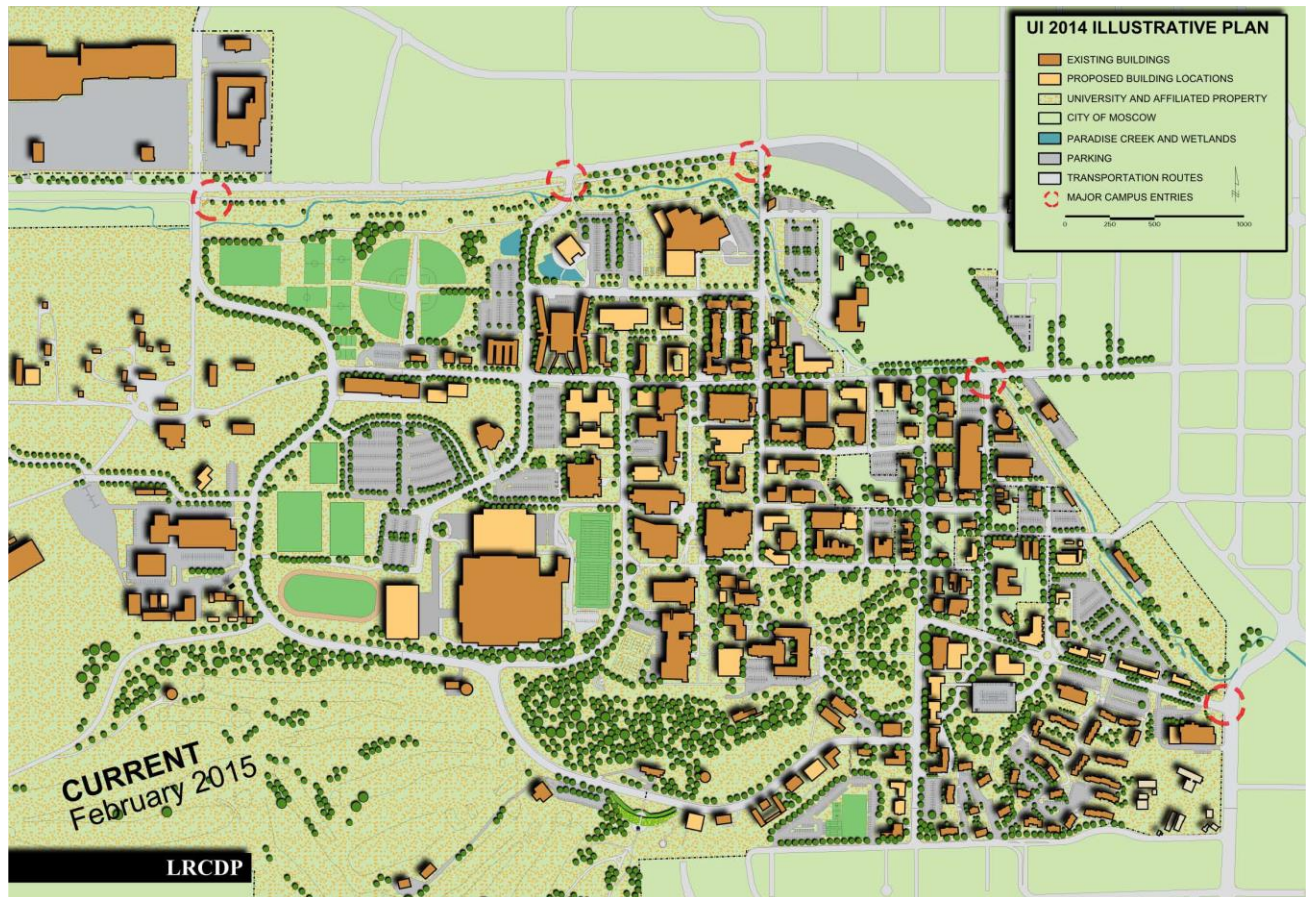 UI 2014 ILLUSTRATIVE PLAN
EXISTING BUILDINGS
PROPOSED BUILDING LOCATIONS
UNIVERSITY AND AFFILIATED PROPERTY
CITY OF MOSCOW
PARADISE CREEK AND WETLANDS
PARKING
TRANSPORTATION ROUTES
MAJOR CAMPUS ENTRIES
N
0 250 500 1000
CURRENT
February 2015
LRCDP